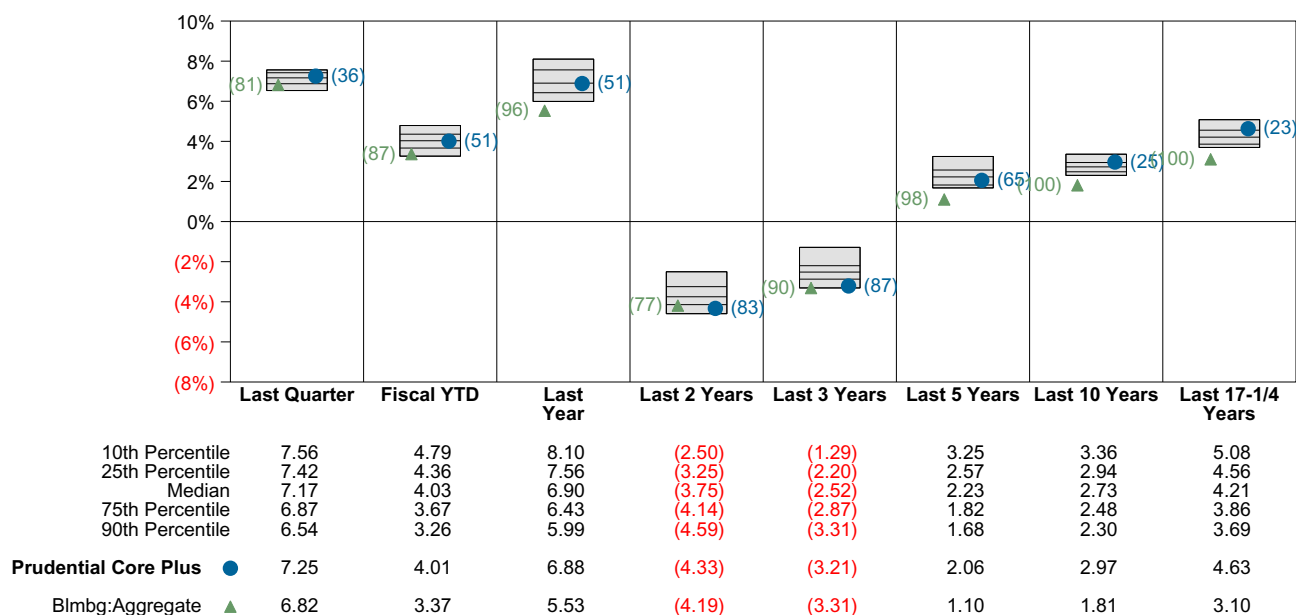 10%
8%
6%
4%
2%
0%
(2%)
(4%)
(6%)
(8%)
(81) (36)
(87) (51)
(96) (51)
(77) (83)
(90) (87)
(98) (65)
(100) (25)
(100) (23)
Last Quarter Fiscal YTD Last Year Last 2 Years Last 3 Years Last 5 Years Last 10 Years Last 17-1/4 Years
10th Percentile 7.56 4.79 8.10 (2.50) (1.29) 3.25 3.36 5.08
25th Percentile 7.42 4.36 7.56 (3.25) (2.20) 2.57 2.94 4.56
Median 7.17 4.03 6.90 (3.75) (2.52) 2.23 2.73 4.21
75th Percentile 6.87 3.67 6.43 (4.14) (2.87) 1.82 2.48 3.86
90th Percentile 6.54 3.26 5.99 (4.59) (3.31) 1.68 2.30 3.69
Prudential Core Plus 7.25 4.01 6.88 (4.33) (3.21) 2.06 2.97 4.63
Blmbg:Aggregate 6.82 3.37 5.53 (4.19) (3.31) 1.10 1.81 3.10